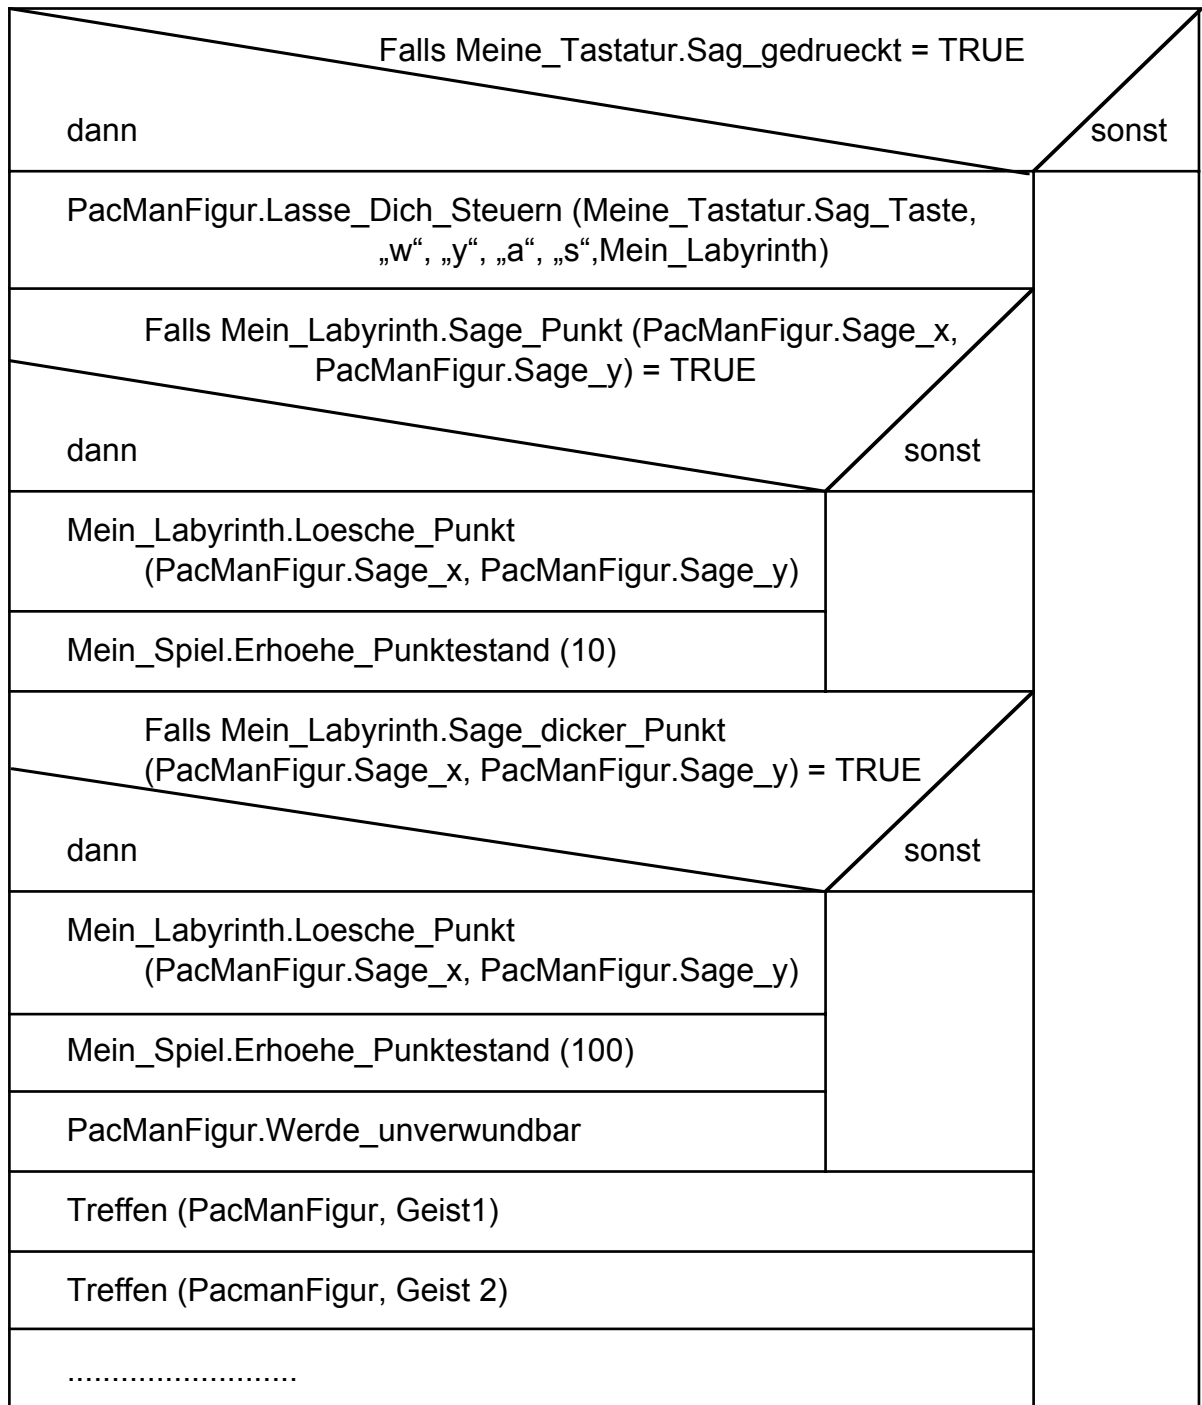 Falls Meine_Tastatur.Sag_gedrueckt = TRUE
dann
sonst
PacManFigur.Lasse_Dich_Steuern (Meine_Tastatur.Sag_Taste,
„w“, „y“, „a“, „s“,Mein_Labyrinth)
Falls Mein_Labyrinth.Sage_Punkt (PacManFigur.Sage_x,
PacManFigur.Sage_y) = TRUE
dann
sonst
Mein_Labyrinth.Loesche_Punkt
(PacManFigur.Sage_x, PacManFigur.Sage_y)
Mein_Spiel.Erhoehe_Punktestand (10)
Falls Mein_Labyrinth.Sage_dicker_Punkt
(PacManFigur.Sage_x, PacManFigur.Sage_y) = TRUE
dann
sonst
Mein_Labyrinth.Loesche_Punkt
(PacManFigur.Sage_x, PacManFigur.Sage_y)
Mein_Spiel.Erhoehe_Punktestand (100)
PacManFigur.Werde_unverwundbar
Treffen (PacManFigur, Geist1)
Treffen (PacmanFigur, Geist 2)
..........................